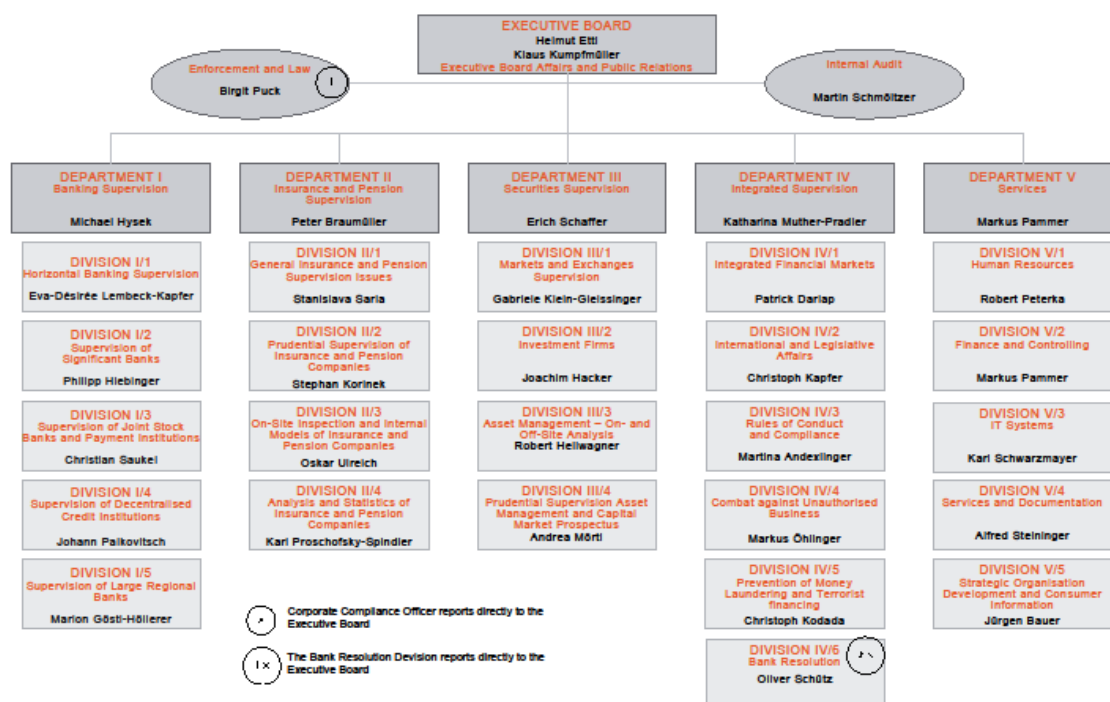 EXECUTIVE BOARD
Helmut Ettl
Klaus Kumpfmüller
Executive Board Affairs and Public Relations
Enforcement and Law
Birgit Puck
Internal Audit
Martin Schmöltzer
DEPARTMENT I
Banking Supervision
Michael Hysek
DEPARTMENT II
Insurance and Pension
Supervision
Peter Braumüller
DEPARTMENT III
Securities Supervision
Erich Schaffer
DEPARTMENT IV
Integrated Supervision
Katharina Muther-Pradler
DEPARTMENT V
Services
Markus Pammer
DIVISION I/1
Horizontal Banking Supervision
Eva-Désirée Lembeck-Kapfer
DIVISION II/1
General Insurance and Pension
Supervision Issues
Stanislava Saria
DIVISION III/1
Markets and Exchanges
Supervision
Gabriele Klein-Gleissinger
DIVISION IV/1
Integrated Financial Markets
Patrick Darlap
DIVISION V/1
Human Resources
Robert Peterka
DIVISION I/2
Supervision of
Significant Banks
Philipp Hiebinger
DIVISION II/2
Prudential Supervision of
Insurance and Pension
Companies
Stephan Korinek
DIVISION III/2
Investment Firms
Joachim Hacker
DIVISION IV/2
International and Legislative
Affairs
Christoph Kapfer
DIVISION V/2
Finance and Controlling
Markus Pammer
DIVISION I/3
Supervision of Joint Stock
Banks and Payment Institutions
Christian Saukel
DIVISION II/3
On-Site Inspection and Internal
Models of Insurance and
Pension Companies
Oskar Ulreich
DIVISION III/3
Asset Management – On- and
Off-Site Analysis
Robert Hellwagner
DIVISION IV/3
Rules of Conduct
and Compliance
Martina Andexlinger
DIVISION V/3
IT Systems
Karl Schwarzmayer
DIVISION I/4
Supervision of Decentralised
Credit Institutions
Johann Palkovitsch
DIVISION II/4
Analysis and Statistics of
Insurance and Pension
Companies
Karl Proschofsky-Spindler
DIVISION III/4
Prudential Supervision Asset
Management and Capital
Market Prospectus
Andrea Mörtl
DIVISION IV/4
Combat against Unauthorised
Business
Markus Öhlinger
DIVISION V/4
Services and Documentation
Alfred Steininger
DIVISION I/5
Supervision of Large Regional
Banks
Marion Göstl-Höllerer
DIVISION IV/5
Prevention of Money
Laundering and Terrorist
financing
Christoph Kodada
DIVISION V/5
Strategic Organisation
Development and Consumer
Information
Jürgen Bauer
DIVISION IV/6
Bank Resolution
Oliver Schütz
Corporate Compliance Officer reports directly to the
Executive Board
The Bank Resolution Devision reports directly to the
Executive Board